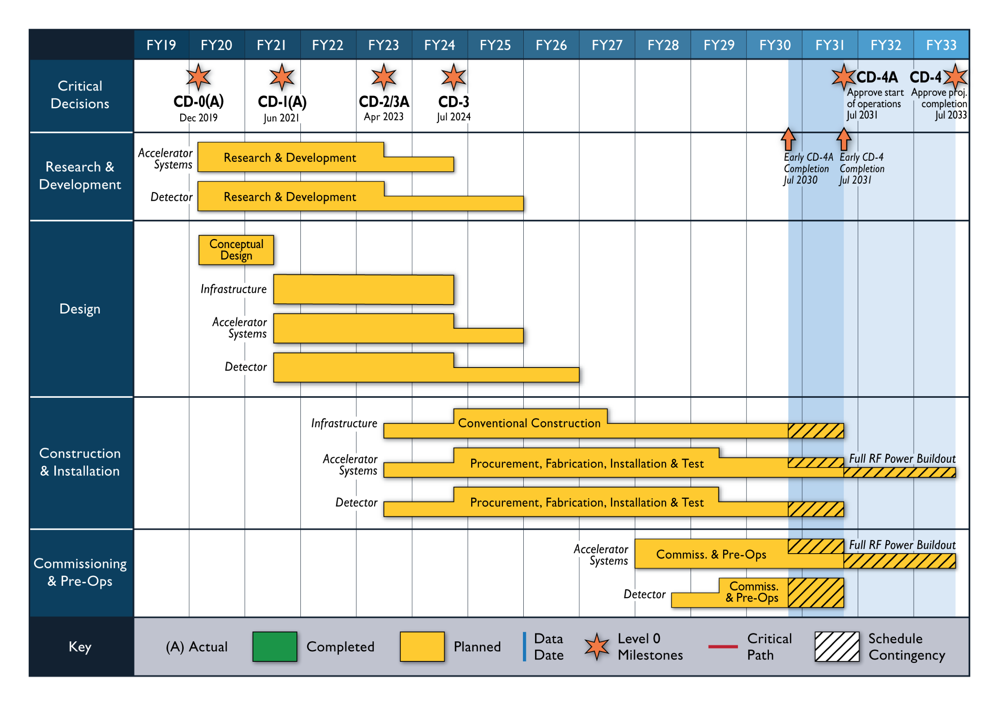 FY19 FY20 FY21 FY22 FY23 FY24 FY25 FY26 FY27 FY28 FY29 FY30 FY31 FY32 FY33
Critical
Decisions
CD-0(A)
Dec 2019
CD-1(A)
Jun 2021
CD-2/3A
Apr 2023
CD-3
Jul 2024
CD-4A
Approve start
of operations
Jul 2031
CD-4
Approve proj.
completion
Jul 2033
Research &
Development
Accelerator
Systems
Research & Development
Detector
Research & Development
Early CD-4A
Completion
Jul 2030
Early CD-4
Completion
Jul 2031
Design
Conceptual
Design
Infrastructure
Accelerator
Systems
Detector
Construction
& Installation
Infrastructure
Conventional Construction
Accelerator
Systems
Procurement, Fabrication, Installation & Test
Full RF Power Buildout
Detector
Procurement, Fabrication, Installation & Test
Commissioning
& Pre-Ops
Accelerator
Systems
Commiss. & Pre-Ops
Full RF Power Buildout
Detector
Commiss.
& Pre-Ops
Key
(A) Actual
Completed
Planned
Data
Date
Level 0
Milestones
Critical
Path
Schedule
Contingency